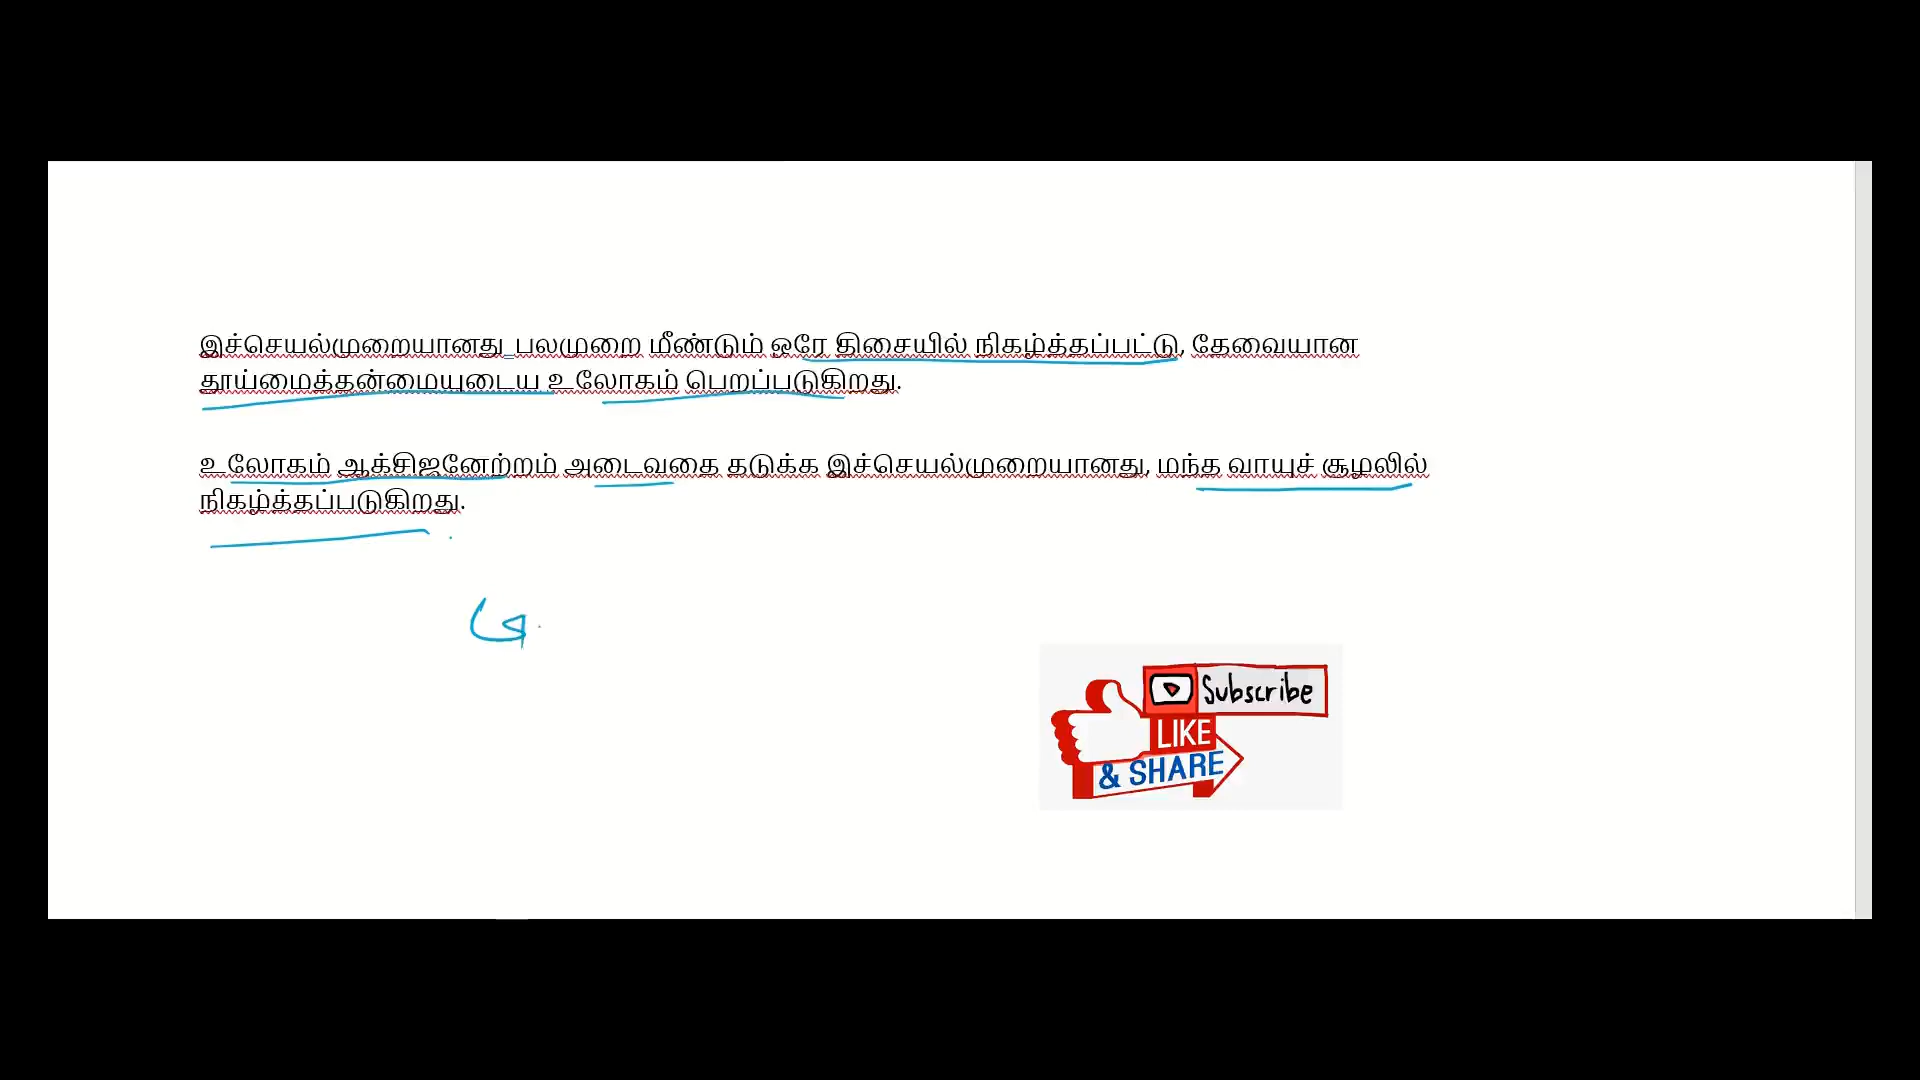 இச்செயல்முறையானது பலமுறை மீண்டும் ஒரே திசையில் நிகழ்த்தப்பட்டு, தேவையான
தூய்மைத்தன்மையுடைய உலோகம் பெறப்படுகிறது.
உலோகம் ஆக்சிஜனேற்றம் அடைவதை தடுக்க இச்செயல்முறையானது, மந்த வாயுச் சூழலில்
நிகழ்த்தப்படுகிறது.
Subscribe
LIKE
& SHARE